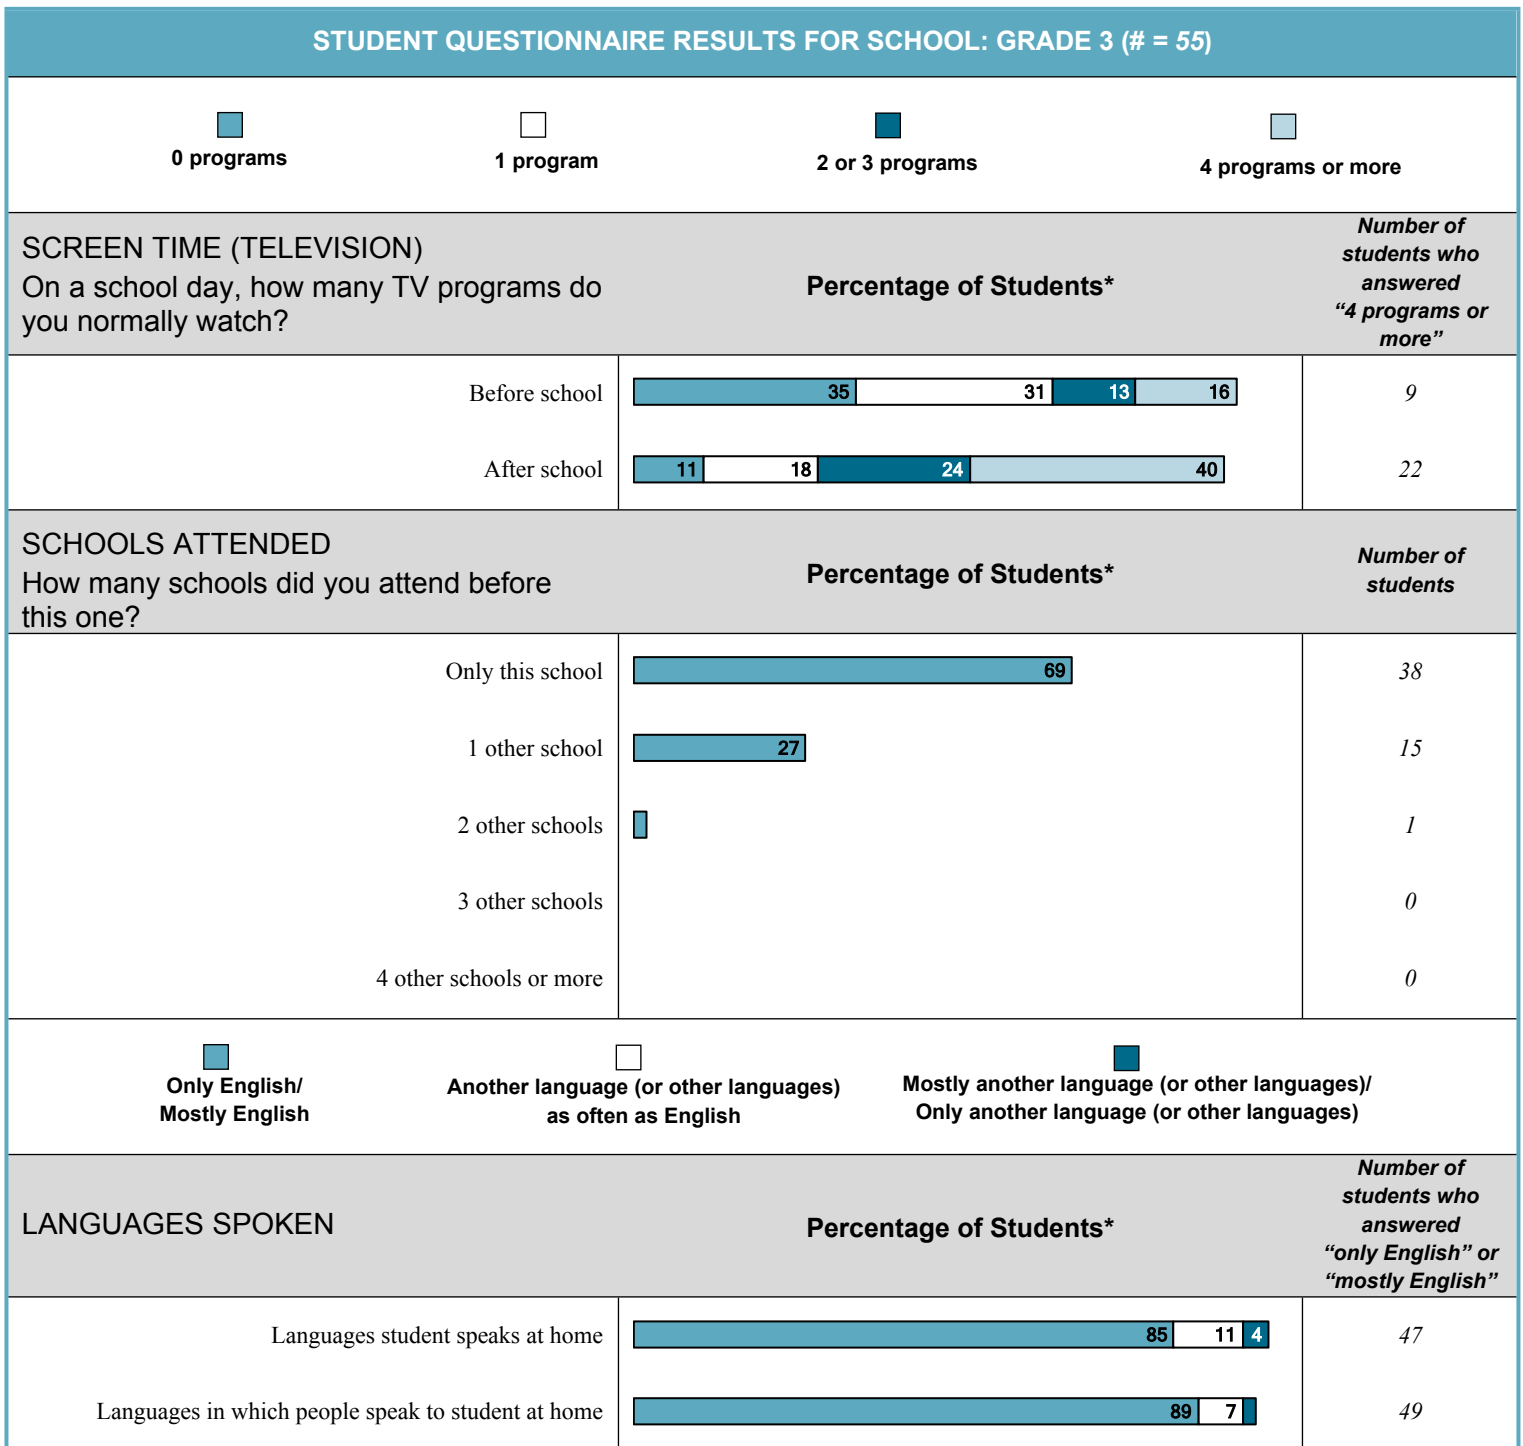 STUDENT QUESTIONNAIRE RESULTS FOR SCHOOL: GRADE 3 (# = 55)
0 programs
1 program
2 or 3 programs
4 programs or more
SCREEN TIME (TELEVISION)
On a school day, how many TV programs do
you normally watch?
Percentage of Students*
Number of
students who
answered
“4 programs or
more”
Before school
35 31 13 16
9
After school
11 18 24 40
22
SCHOOLS ATTENDED
How many schools did you attend before
this one?
Percentage of Students*
Number of
students
Only this school
69
38
1 other school
27
15
2 other schools
1
3 other schools
0
4 other schools or more
0
Only English/
Mostly English
Another language (or other languages)
as often as English
Mostly another language (or other languages)/
Only another language (or other languages)
LANGUAGES SPOKEN
Percentage of Students*
Number of
students who
answered
“only English” or
“mostly English”
Languages student speaks at home
85 11 4
47
Languages in which people speak to student at home
89 7
49